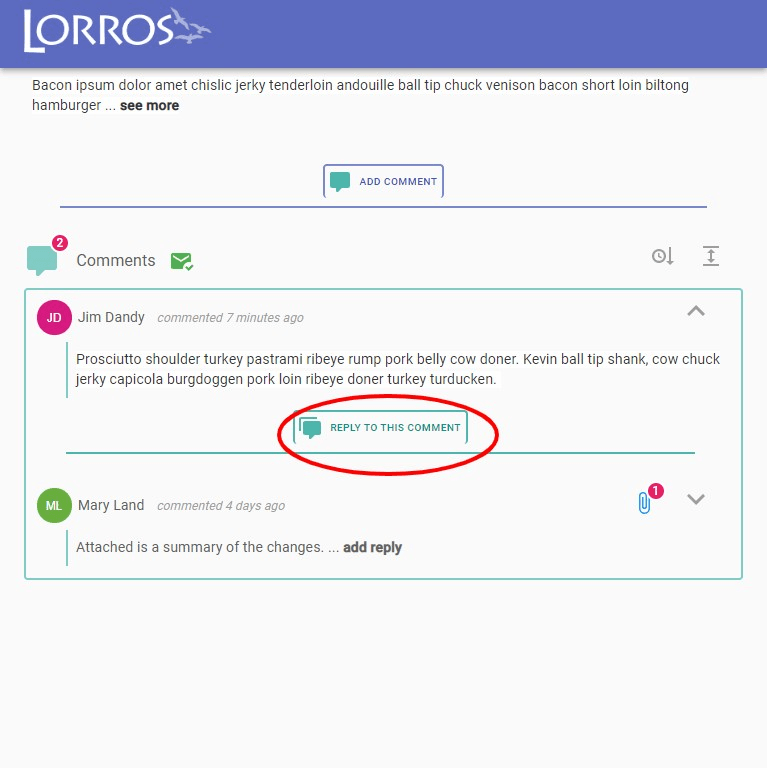 LORROS
Bacon ipsum dolor amet chislic jerky tenderloin andouille ball tip chuck venison bacon short loin biltong
hamburger ... see more
ADD COMMENT
2
Comments
JD Jim Dandy commented 7 minutes ago
Prosciutto shoulder turkey pastrami ribeye rump pork belly cow doner. Kevin ball tip shank, cow chuck
jerky capicola burgdoggen pork loin ribeye doner turkey turducken.
REPLY TO THIS COMMENT
ML Mary Land commented 4 days ago 1
Attached is a summary of the changes. ... add reply